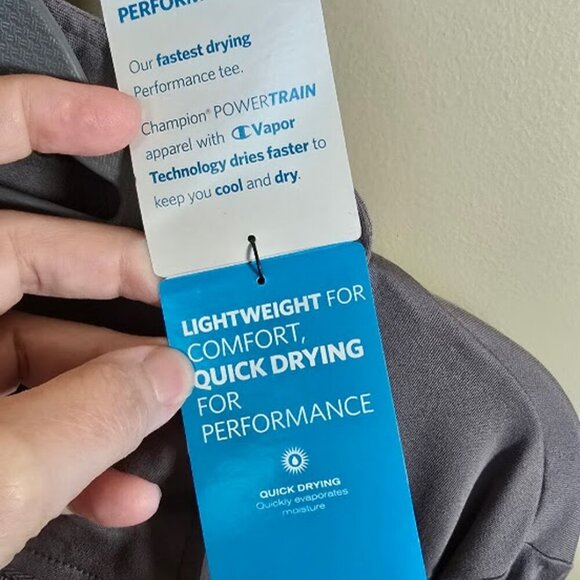 PERFORM
Our fastest drying
Performance tee.
Champion® POWERTRAIN
apparel with Vapor
Technology dries faster to
keep you cool and dry.
LIGHTWEIGHT FOR
COMFORT,
QUICK DRYING
FOR
PERFORMANCE
QUICK DRYING
Quickly evaporates
moisture